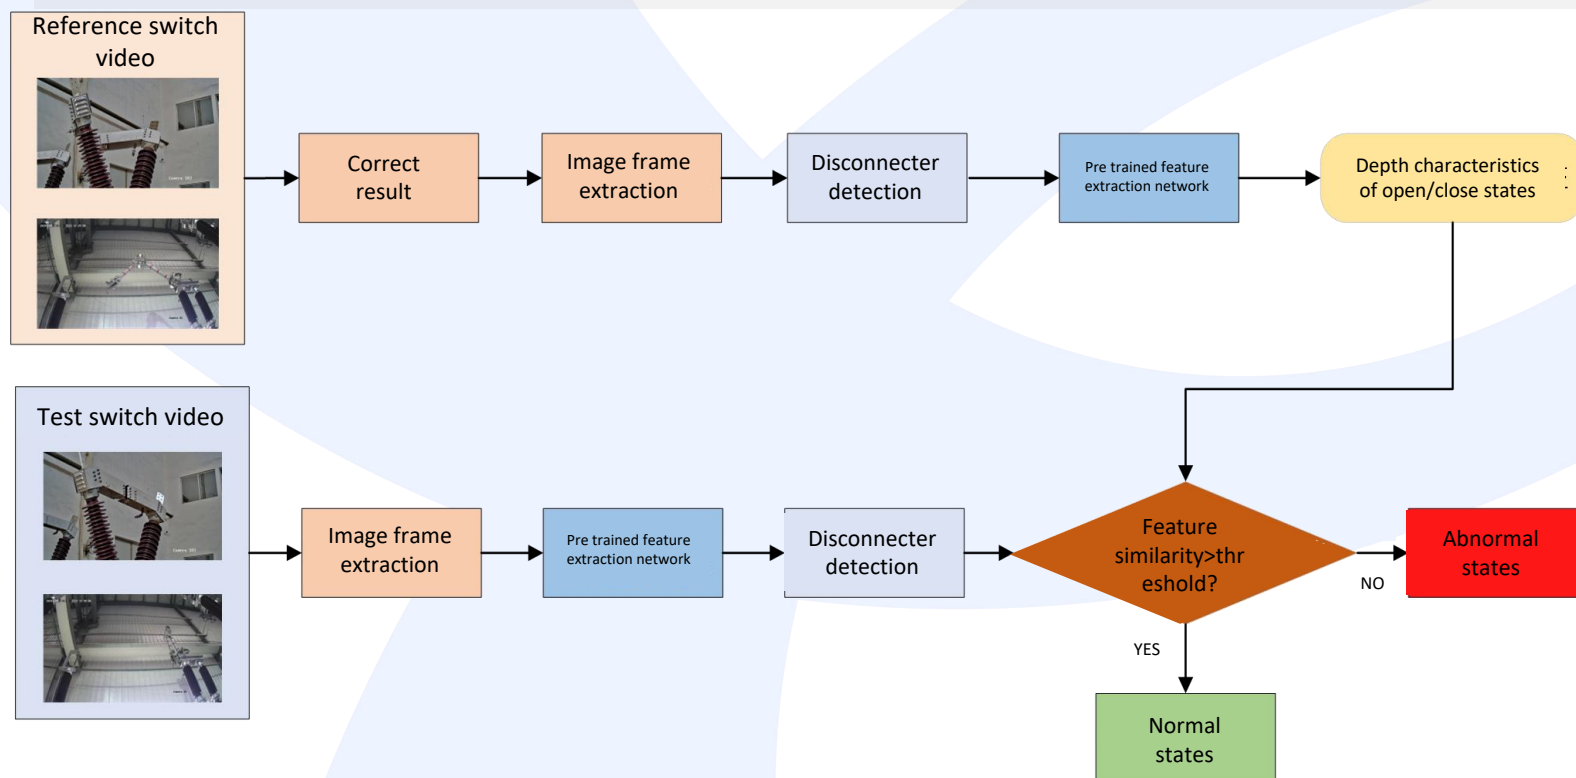 Reference switch
video
Camera 202
Correct
result
Image frame
extraction
Disconnecter
detection
Pre trained feature
extraction network
Depth characteristics
of open/close states
Test switch video
Image frame
extraction
Pre trained feature
extraction network
Disconnecter
detection
Feature
similarity>thr
eshold?
NO
Abnormal
states
YES
Normal
states